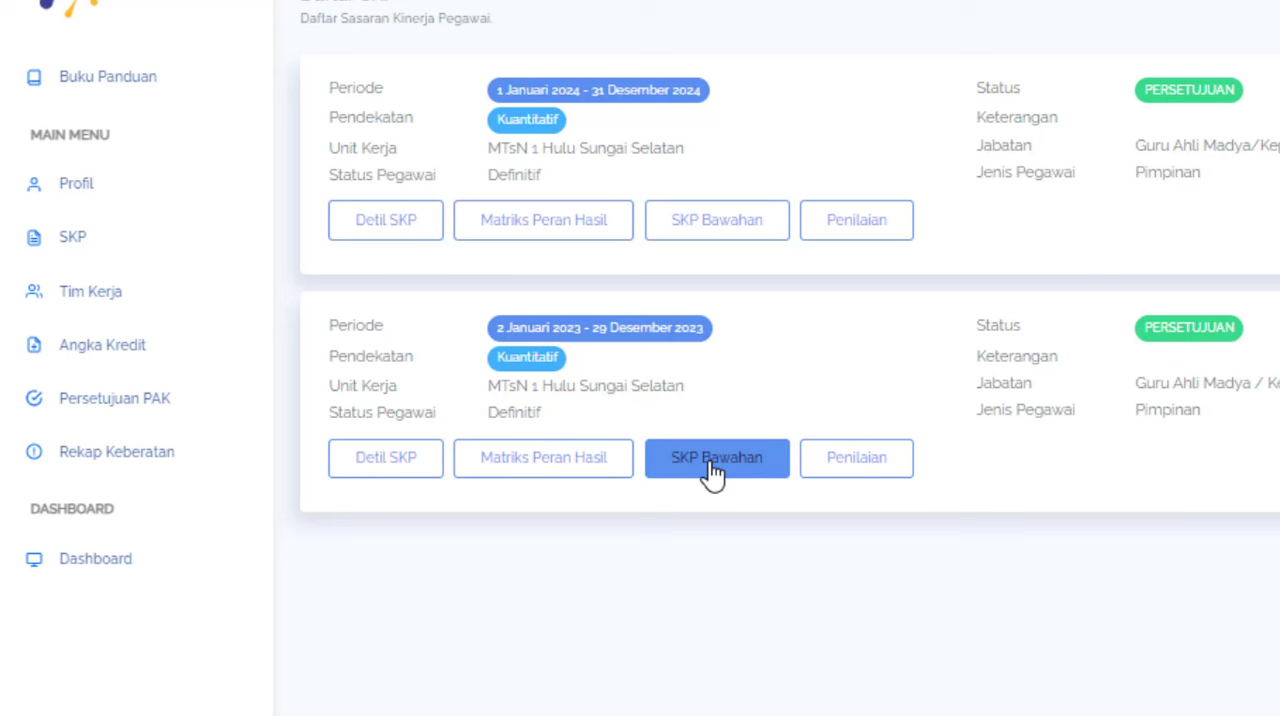 Daftar Sasaran Kinerja Pegawai.
Buku Panduan
MAIN MENU
Profil
SKP
Tim Kerja
Angka Kredit
Persetujuan PAK
Rekap Keberatan
DASHBOARD
Dashboard
Periode 1 Januari 2024 - 31 Desember 2024 Status PERSETUJUAN
Pendekatan Kuantitatif Keterangan
Unit Kerja MTsN 1 Hulu Sungai Selatan Jabatan Guru Ahli Madya/Kep
Status Pegawai Definitif Jenis Pegawai Pimpinan
Detil SKP Matriks Peran Hasil SKP Bawahan Penilaian
Periode 2 Januari 2023 - 29 Desember 2023 Status PERSETUJUAN
Pendekatan Kuantitatif Keterangan
Unit Kerja MTsN 1 Hulu Sungai Selatan Jabatan Guru Ahli Madya / Ke
Status Pegawai Definitif Jenis Pegawai Pimpinan
Detil SKP Matriks Peran Hasil SKP Bawahan Penilaian